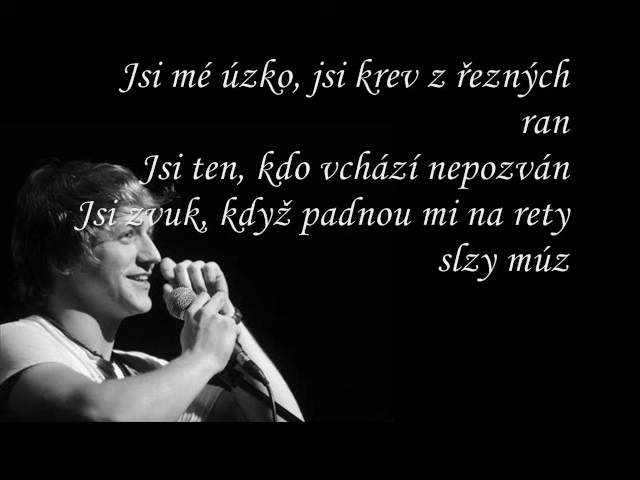 Jsi mé úzko, jsi krev z řezných
ran
Jsi ten, kdo vchází nepozván
Jsi zvuk, když padnou mi na rety
slzy múz